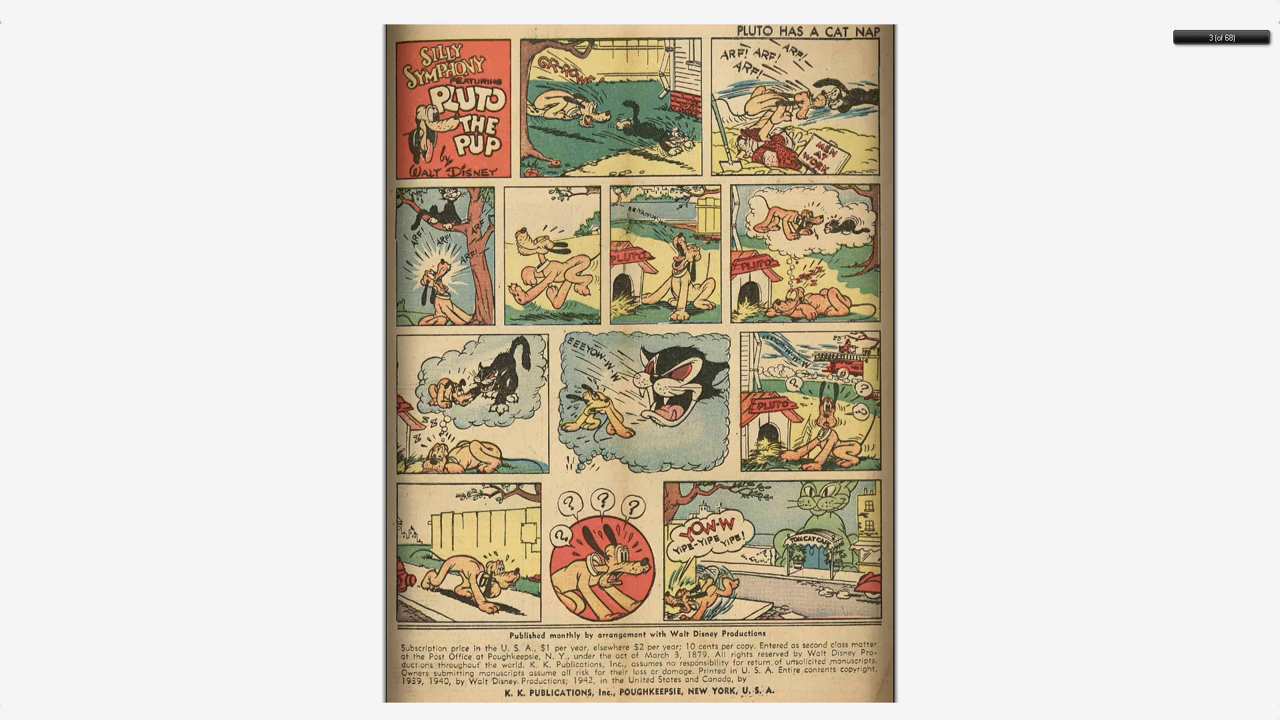 3 (of 68)
PLUTO HAS A CAT NAP
SILLY
SYMPHONY
FEATURING
PLUTO
THE
PUP
by
WALT DISNEY
GR-ROWF
ARF! ARF! ARF!
ARF!
MEN
AT
WORK
ARF!
ARF!
ARF!
PLUTO
PLUTO
EEEYOW-W-W
PLUTO
? ? ?
? ? ? ?
YOW-W
YIPE-YIPE YIPE!
TOM CAT CAFE
Published monthly by arrangement with Walt Disney Productions
Subscription price in the U. S. A., $1 per year, elsewhere $2 per year; 10 cents per copy. Entered as second class matter
at the Post Office at Poughkeepsie, N. Y., under the act of March 3, 1879. All rights reserved by Walt Disney Pro-
ductions throughout the world. K. K. Publications, Inc., assumes no responsibility for return of unsolicited manuscripts.
Owners submitting manuscripts assume all risk for their loss or damage. Printed in U. S. A. Entire contents copyright,
1939, 1940, by Walt Disney Productions; 1942, in the United States and Canada, by
K. K. PUBLICATIONS, Inc., POUGHKEEPSIE, NEW YORK, U. S. A.